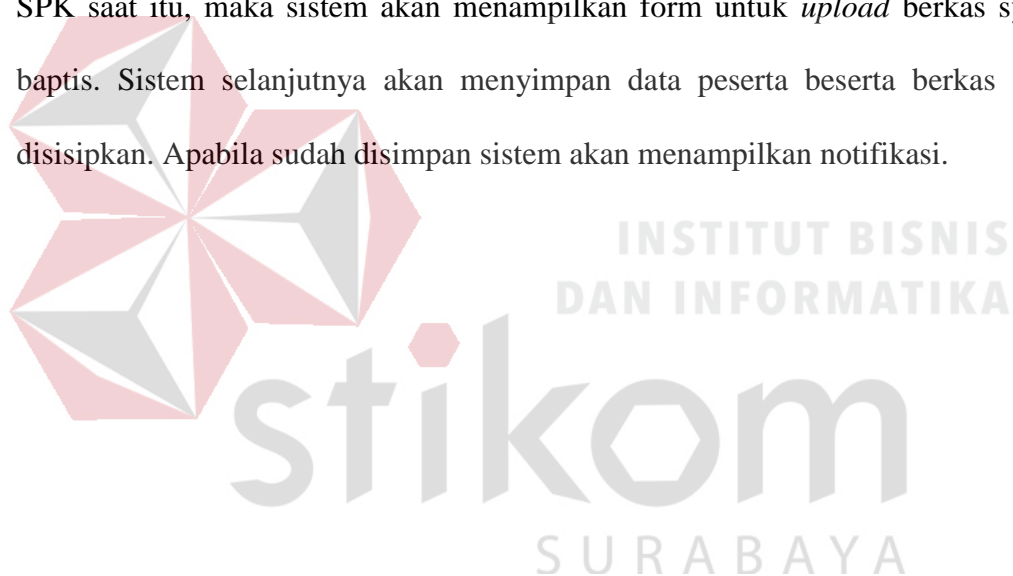 SPK saat itu, maka sistem akan menampilkan form untuk upload berkas
baptis. Sistem selanjutnya akan menyimpan data peserta beserta berkas
disisipkan. Apabila sudah disimpan sistem akan menampilkan notifikasi.
INSTITUT BISNIS
DAN INFORMATIKA
stikom
SURABAYA